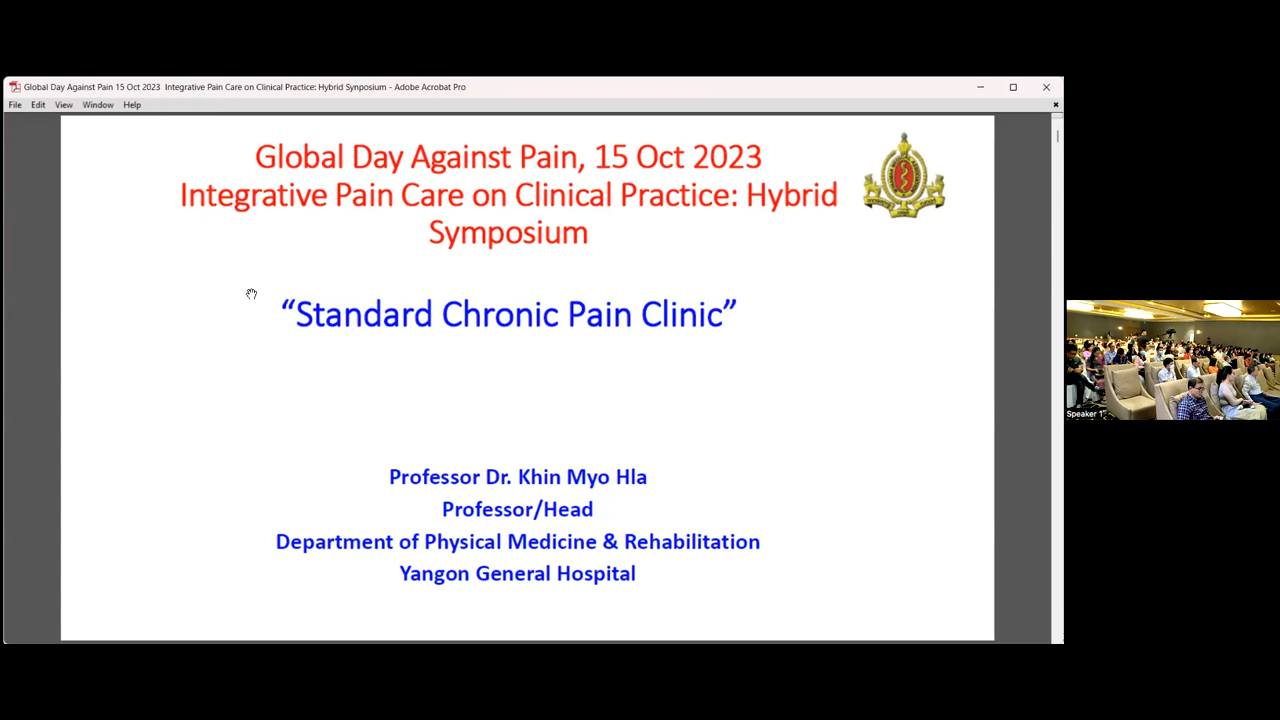 Global Day Against Pain 15 Oct 2023 Integrative Pain Care on Clinical Practice: Hybrid Symposium - Adobe Acrobat Pro
File Edit View Window Help
Global Day Against Pain, 15 Oct 2023
Integrative Pain Care on Clinical Practice: Hybrid
Symposium
“Standard Chronic Pain Clinic”
Professor Dr. Khin Myo Hla
Professor/Head
Department of Physical Medicine & Rehabilitation
Yangon General Hospital
Speaker 1